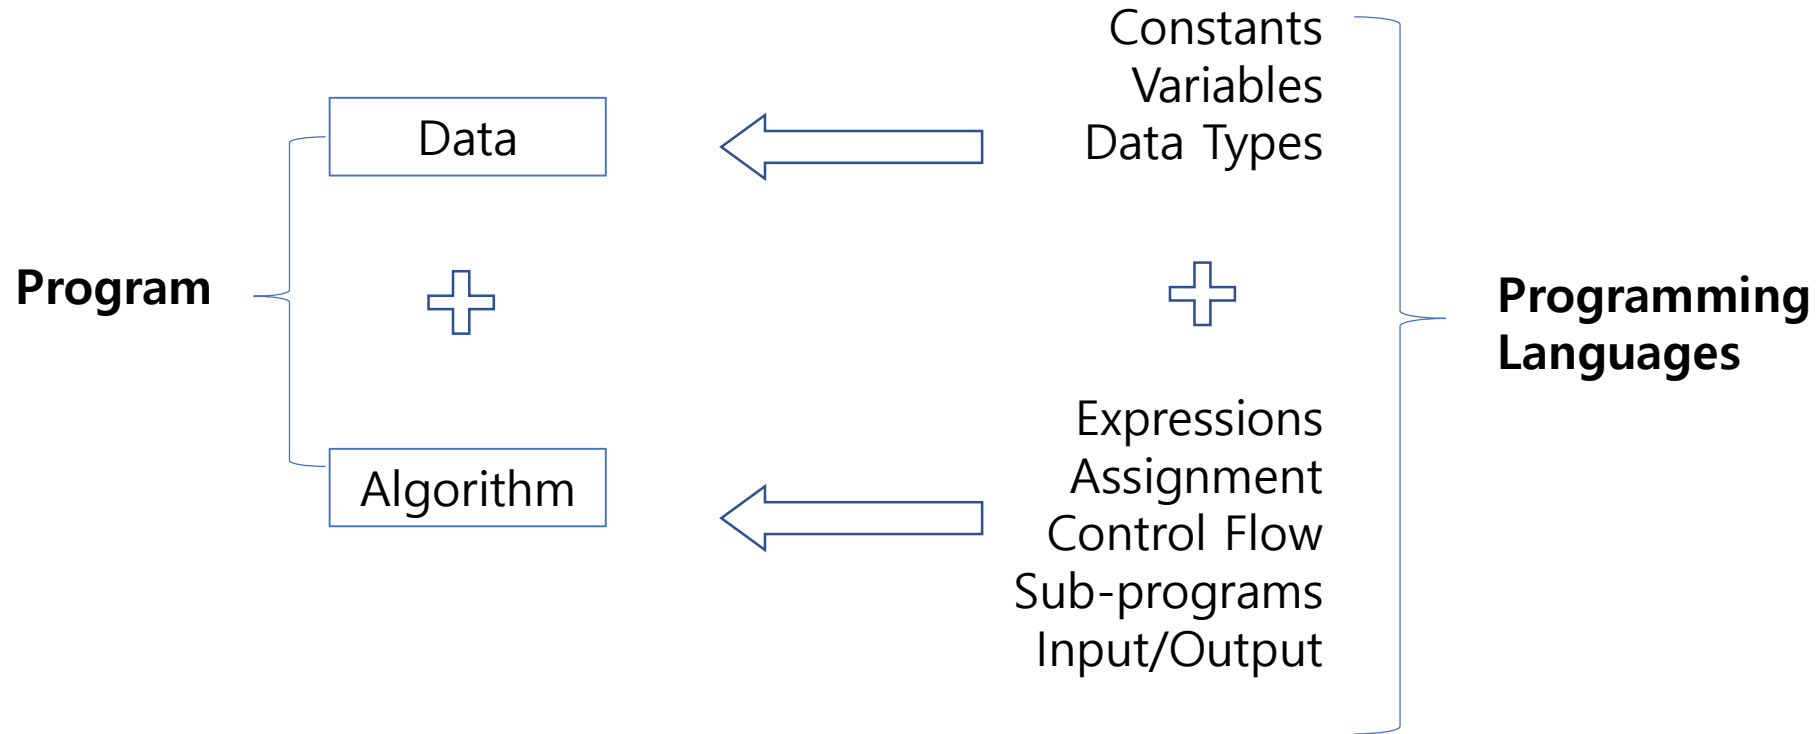 Program
Data
Algorithm
Constants
Variables
Data Types
Expressions
Assignment
Control Flow
Sub-programs
Input/Output
Programming
Languages